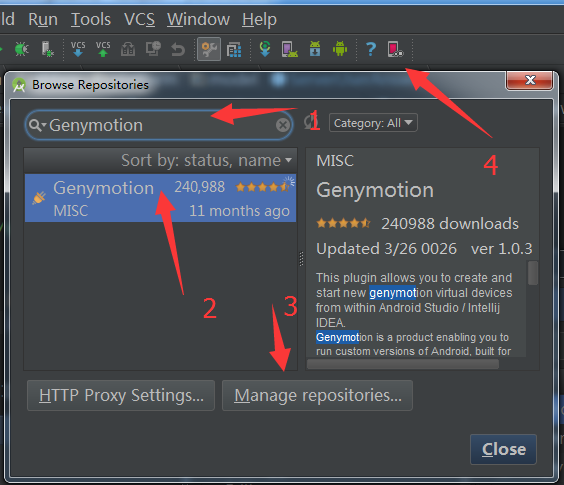 ld Run Tools VCS Window Help
VCS VCS ?
Browse Repositories
Genymotion
1
Category: All
4
Sort by: status, name
Genymotion 240,988
MISC 11 months ago
2
3
MISC
Genymotion
240988 downloads
Updated 3/26 0026 ver 1.0.3
This plugin allows you to create and
start new genymotion virtual devices
from within Android Studio / Intellij
IDEA.
Genymotion is a product enabling you to
run custom versions of Android, built for
HTTP Proxy Settings...
Manage repositories...
Close